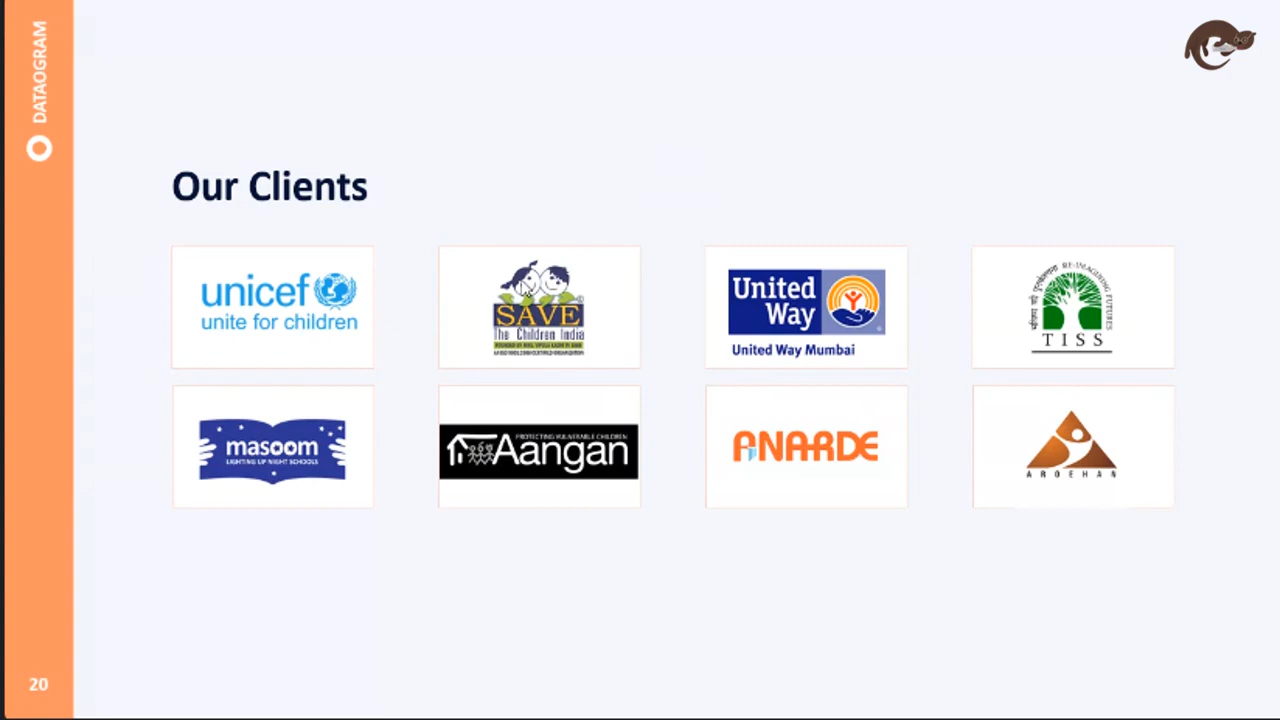 DATAOGRAM
Our Clients
unicef
unite for children
SAVE
The Children India
United
Way
United Way Mumbai
RE-IMAGINING FUTURES
TISS
masoom
LIGHTING UP NIGHT SCHOOLS
PROTECTING VULNERABLE CHILDREN
Aangan
ANARDE
AROEHAN
20